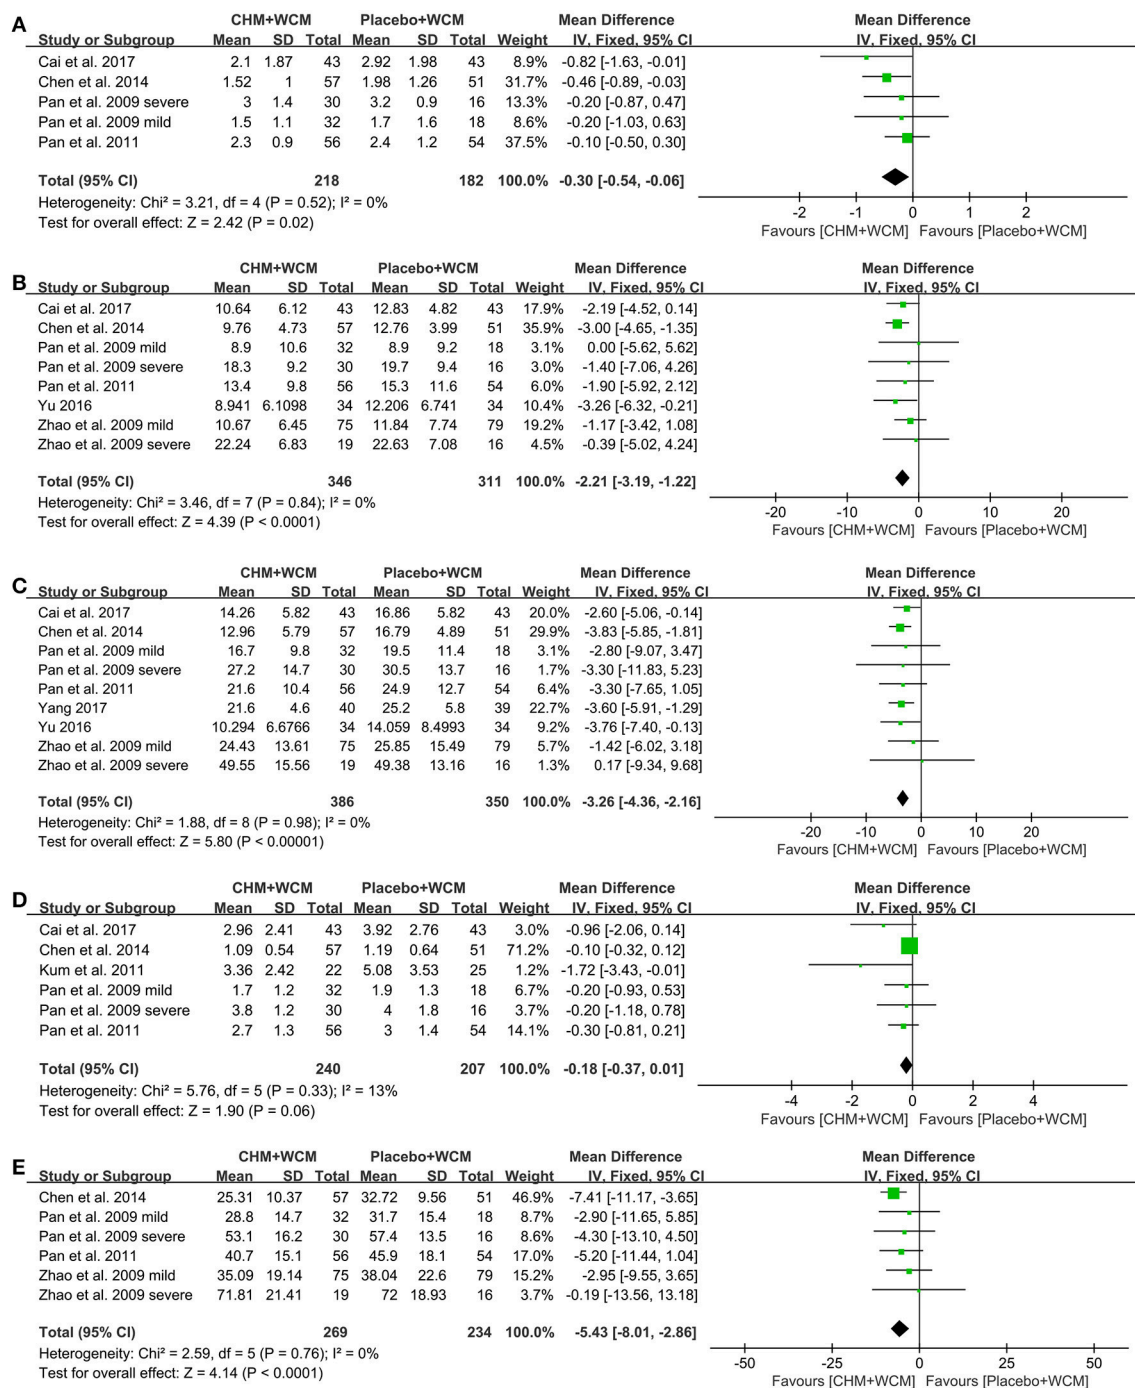 A CHM+WCM Placebo+WCM Mean Difference Mean Difference
Study or Subgroup Mean SD Total Mean SD Total Weight IV, Fixed, 95% CI IV, Fixed, 95% CI
Cai et al. 2017 2.1 1.87 43 2.92 1.98 43 8.9% -0.82 [-1.63, -0.01]
Chen et al. 2014 1.52 1 57 1.98 1.26 51 31.7% -0.46 [-0.89, -0.03]
Pan et al. 2009 severe 3 1.4 30 3.2 0.9 16 13.3% -0.20 [-0.87, 0.47]
Pan et al. 2009 mild 1.5 1.1 32 1.7 1.6 18 8.6% -0.20 [-1.03, 0.63]
Pan et al. 2011 2.3 0.9 56 2.4 1.2 54 37.5% -0.10 [-0.50, 0.30]
Total (95% CI) 218 182 100.0% -0.30 [-0.54, -0.06]
Heterogeneity: Chi² = 3.21, df = 4 (P = 0.52); I² = 0%
Test for overall effect: Z = 2.42 (P = 0.02)
-2 -1 0 1 2
Favours [CHM+WCM] Favours [Placebo+WCM]
B CHM+WCM Placebo+WCM Mean Difference Mean Difference
Study or Subgroup Mean SD Total Mean SD Total Weight IV, Fixed, 95% CI IV, Fixed, 95% CI
Cai et al. 2017 10.64 6.12 43 12.83 4.82 43 17.9% -2.19 [-4.52, 0.14]
Chen et al. 2014 9.76 4.73 57 12.76 3.99 51 35.9% -3.00 [-4.65, -1.35]
Pan et al. 2009 mild 8.9 10.6 32 8.9 9.2 18 3.1% 0.00 [-5.62, 5.62]
Pan et al. 2009 severe 18.3 9.2 30 19.7 9.4 16 3.0% -1.40 [-7.06, 4.26]
Pan et al. 2011 13.4 9.8 56 15.3 11.6 54 6.0% -1.90 [-5.92, 2.12]
Yu 2016 8.941 6.1098 34 12.206 6.741 34 10.4% -3.26 [-6.32, -0.21]
Zhao et al. 2009 mild 10.67 6.45 75 11.84 7.74 79 19.2% -1.17 [-3.42, 1.08]
Zhao et al. 2009 severe 22.24 6.83 19 22.63 7.08 16 4.5% -0.39 [-5.02, 4.24]
Total (95% CI) 346 311 100.0% -2.21 [-3.19, -1.22]
Heterogeneity: Chi² = 3.46, df = 7 (P = 0.84); I² = 0%
Test for overall effect: Z = 4.39 (P < 0.0001)
-20 -10 0 10 20
Favours [CHM+WCM] Favours [Placebo+WCM]
C CHM+WCM Placebo+WCM Mean Difference Mean Difference
Study or Subgroup Mean SD Total Mean SD Total Weight IV, Fixed, 95% CI IV, Fixed, 95% CI
Cai et al. 2017 14.26 5.82 43 16.86 5.82 43 20.0% -2.60 [-5.06, -0.14]
Chen et al. 2014 12.96 5.79 57 16.79 4.89 51 29.9% -3.83 [-5.85, -1.81]
Pan et al. 2009 mild 16.7 9.8 32 19.5 11.4 18 3.1% -2.80 [-9.07, 3.47]
Pan et al. 2009 severe 27.2 14.7 30 30.5 13.7 16 1.7% -3.30 [-11.83, 5.23]
Pan et al. 2011 21.6 10.4 56 24.9 12.7 54 6.4% -3.30 [-7.65, 1.05]
Yang 2017 21.6 4.6 40 25.2 5.8 39 22.7% -3.60 [-5.91, -1.29]
Yu 2016 10.294 6.6766 34 14.059 8.4993 34 9.2% -3.76 [-7.40, -0.13]
Zhao et al. 2009 mild 24.43 13.61 75 25.85 15.49 79 5.7% -1.42 [-6.02, 3.18]
Zhao et al. 2009 severe 49.55 15.56 19 49.38 13.16 16 1.3% 0.17 [-9.34, 9.68]
Total (95% CI) 386 350 100.0% -3.26 [-4.36, -2.16]
Heterogeneity: Chi² = 1.88, df = 8 (P = 0.98); I² = 0%
Test for overall effect: Z = 5.80 (P < 0.00001)
-20 -10 0 10 20
Favours [CHM+WCM] Favours [Placebo+WCM]
D CHM+WCM Placebo+WCM Mean Difference Mean Difference
Study or Subgroup Mean SD Total Mean SD Total Weight IV, Fixed, 95% CI IV, Fixed, 95% CI
Cai et al. 2017 2.96 2.41 43 3.92 2.76 43 3.0% -0.96 [-2.06, 0.14]
Chen et al. 2014 1.09 0.54 57 1.19 0.64 51 71.2% -0.10 [-0.32, 0.12]
Kum et al. 2011 3.36 2.42 22 5.08 3.53 25 1.2% -1.72 [-3.43, -0.01]
Pan et al. 2009 mild 1.7 1.2 32 1.9 1.3 18 6.7% -0.20 [-0.93, 0.53]
Pan et al. 2009 severe 3.8 1.2 30 4 1.8 16 3.7% -0.20 [-1.18, 0.78]
Pan et al. 2011 2.7 1.3 56 3 1.4 54 14.1% -0.30 [-0.81, 0.21]
Total (95% CI) 240 207 100.0% -0.18 [-0.37, 0.01]
Heterogeneity: Chi² = 5.76, df = 5 (P = 0.33); I² = 13%
Test for overall effect: Z = 1.90 (P = 0.06)
-4 -2 0 2 4
Favours [CHM+WCM] Favours [Placebo+WCM]
E CHM+WCM Placebo+WCM Mean Difference Mean Difference
Study or Subgroup Mean SD Total Mean SD Total Weight IV, Fixed, 95% CI IV, Fixed, 95% CI
Chen et al. 2014 25.31 10.37 57 32.72 9.56 51 46.9% -7.41 [-11.17, -3.65]
Pan et al. 2009 mild 28.8 14.7 32 31.7 15.4 18 8.7% -2.90 [-11.65, 5.85]
Pan et al. 2009 severe 53.1 16.2 30 57.4 13.5 16 8.6% -4.30 [-13.10, 4.50]
Pan et al. 2011 40.7 15.1 56 45.9 18.1 54 17.0% -5.20 [-11.44, 1.04]
Zhao et al. 2009 mild 35.09 19.14 75 38.04 22.6 79 15.2% -2.95 [-9.55, 3.65]
Zhao et al. 2009 severe 71.81 21.41 19 72 18.93 16 3.7% -0.19 [-13.56, 13.18]
Total (95% CI) 269 234 100.0% -5.43 [-8.01, -2.86]
Heterogeneity: Chi² = 2.59, df = 5 (P = 0.76); I² = 0%
Test for overall effect: Z = 4.14 (P < 0.0001)
-50 -25 0 25 50
Favours [CHM+WCM] Favours [Placebo+WCM]